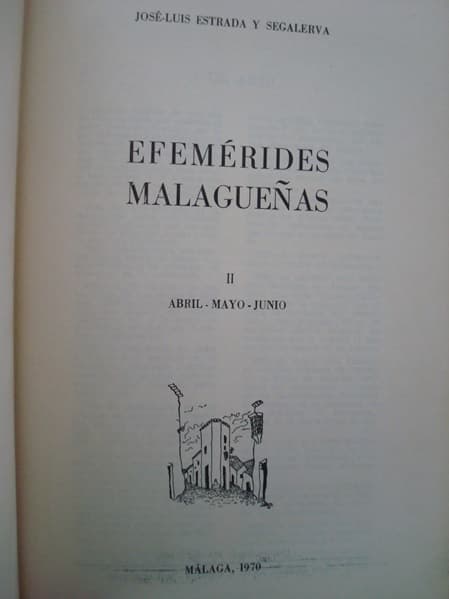 JOSÉ-LUIS ESTRADA Y SEGALERVA
EFEMÉRIDES
MALAGUEÑAS
II
ABRIL - MAYO - JUNIO
MÁLAGA, 1970